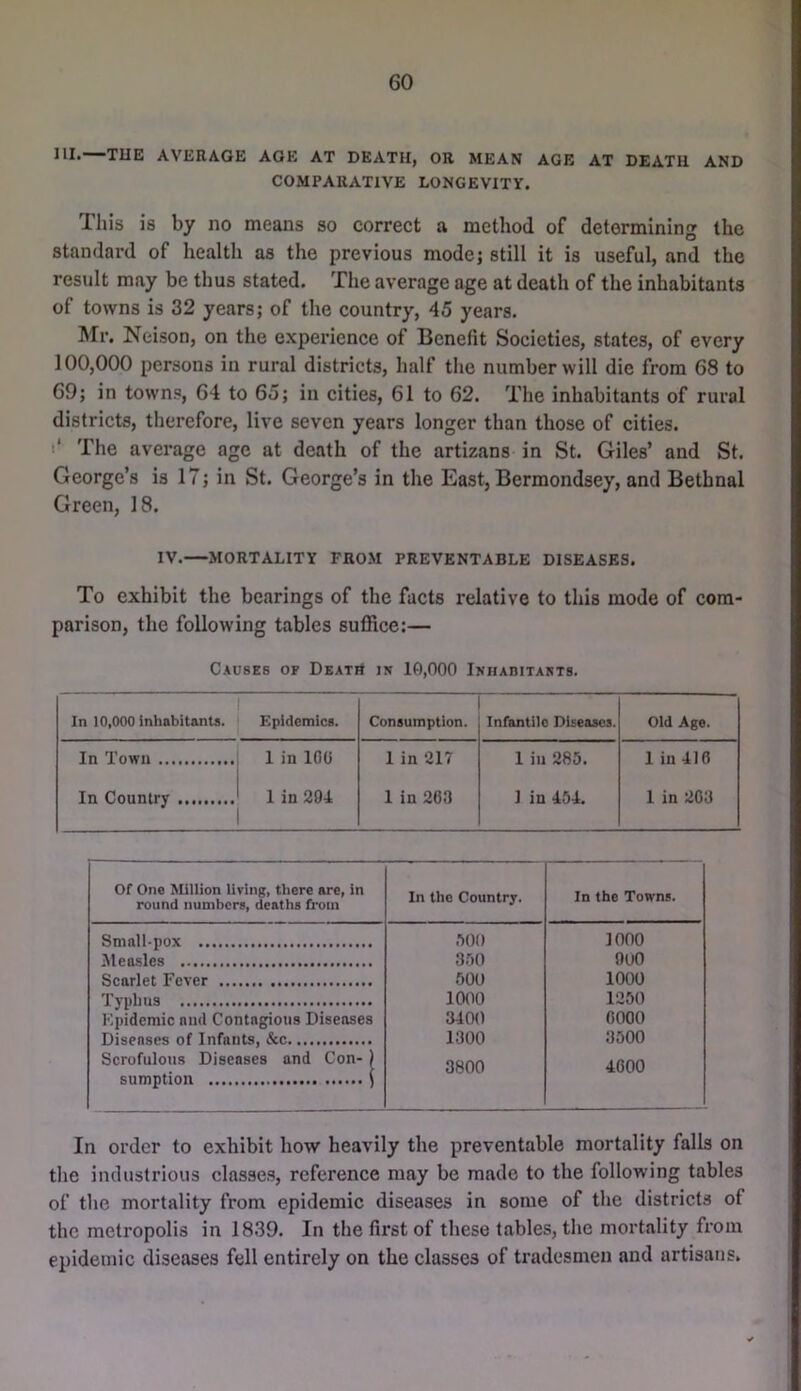 60
III.—THE AVERAGE AGE AT DEATH, OR MEAN AGE AT DEATH AND
COMPARATIVE LONGEVITY.
This is by no means so correct a method of determining the
standard of health as the previous mode; still it is useful, and the
result may be thus stated. The average age at death of the inhabitants
of towns is 32 years; of the country, 45 years.
Mr. Neison, on the experience of Benefit Societies, states, of every
100,000 persons in rural districts, half the number will die from 68 to
69; in towns, 64 to 65; in cities, 61 to 62. The inhabitants of rural
districts, therefore, live seven years longer than those of cities.
The average age at death of the artizans in St. Giles' and St.
George's is 17; in St. George's in the East, Bermondsey, and Bethnal
Green, 18.
IV.—MORTALITY FROM PREVENTABLE DISEASES.
To exhibit the bearings of the facts relative to this mode of com-
parison, the following tables suffice:—
CAUSES OF DEATH IN 10,000 INHABITANTS.
In 10,000 inhabitants. Epidemics. Consumption. Infantile Diseases. Old Age.
In Town ............ 1 in 166 1 in 217 1 in 285. 1 in 416
In Country ......... 1 in 294 1 in 263 1 in 454. 1 in 203
Of One Million living, there are, in round numbers, deaths from In the Country. In the Towns.
Small-pox ........................ 500 1000
Measles ........................ 350 900
Scarlet Fever ........................ 500 1000
Typhus ........................ 1000 1250
Epidemic and Contagious Diseases 3400 6000
Diseases of Infants, &c............. 1300 3500
Scrofulous Diseases and Con-
sumption ........................ } 3800 4600
In order to exhibit how heavily the preventable mortality falls on
the industrious classes, reference may be made to the following tables
of the mortality from epidemic diseases in some of the districts of
the metropolis in 1839. In the first of these tables, the mortality from
epidemic diseases fell entirely on the classes of tradesmen and artisans.